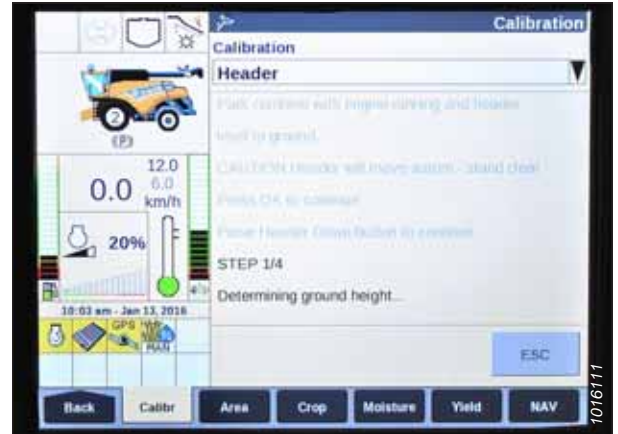 Calibration
Calibration
Header
Park combine with engine running and header
level to ground.
CAUTION Header will move auto - stand clear
Press OK to continue
Press Header Down Button to continue
STEP 1/4
Determining ground height...
ESC
2
(P)
12.0
0.0
6.0
km/h
20%
10:03 am - Jan 13, 2016
GPS
MAN
Back
Calibr
Area
Crop
Moisture
Yield
NAV
1016111